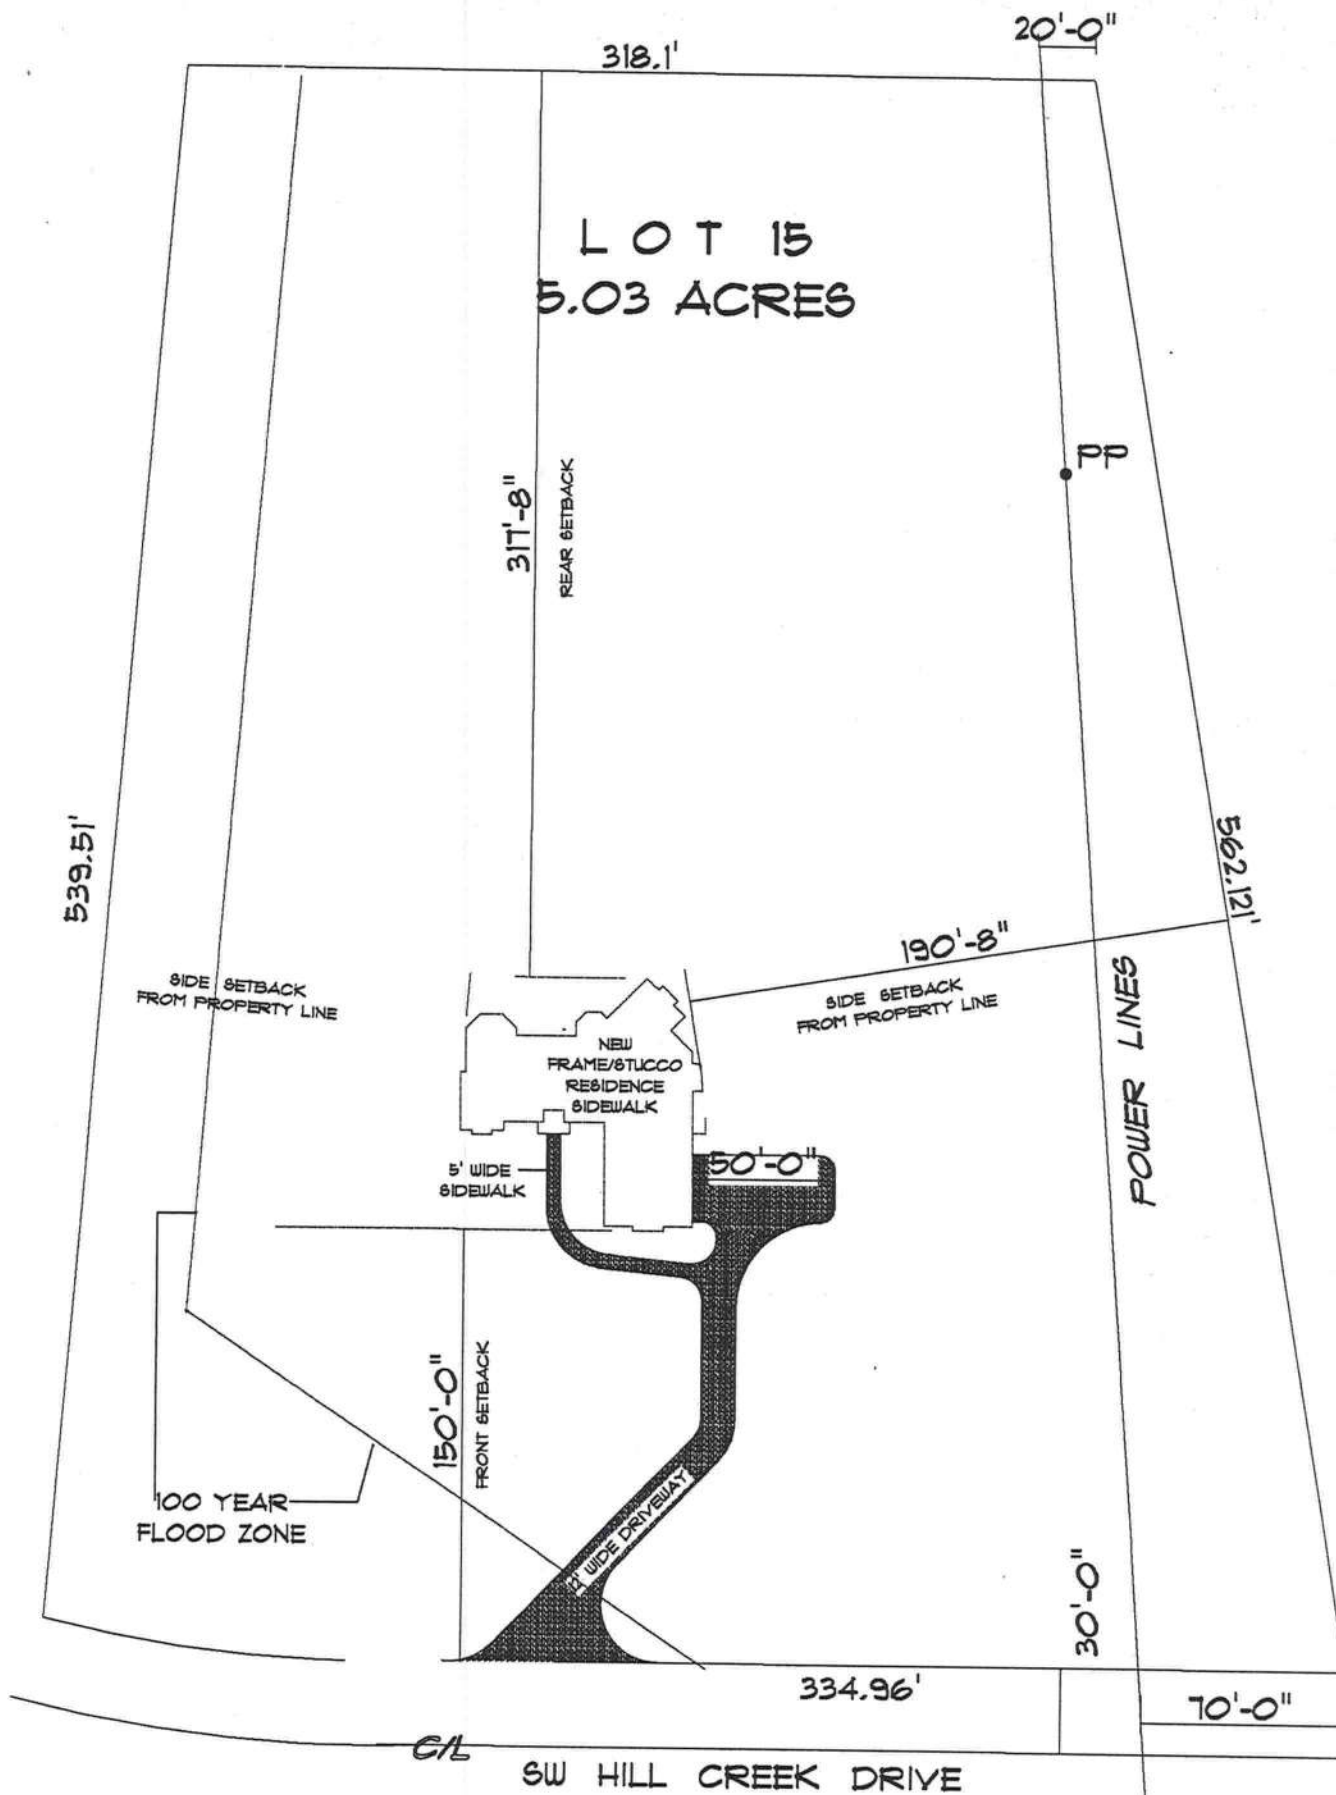 20'-0"
318.1'
LOT 15
5.03 ACRES
PP
317'-8"
REAR SETBACK
539.51'
562.121'
190'-8"
SIDE SETBACK
FROM PROPERTY LINE
SIDE SETBACK
FROM PROPERTY LINE
POWER LINES
NEW
FRAME/STUCCO
RESIDENCE
SIDEWALK
5' WIDE
SIDEWALK
50'-0"
150'-0"
FRONT SETBACK
100 YEAR
FLOOD ZONE
12' WIDE DRIVEWAY
30'-0"
334.96'
70'-0"
C/L
SW HILL CREEK DRIVE